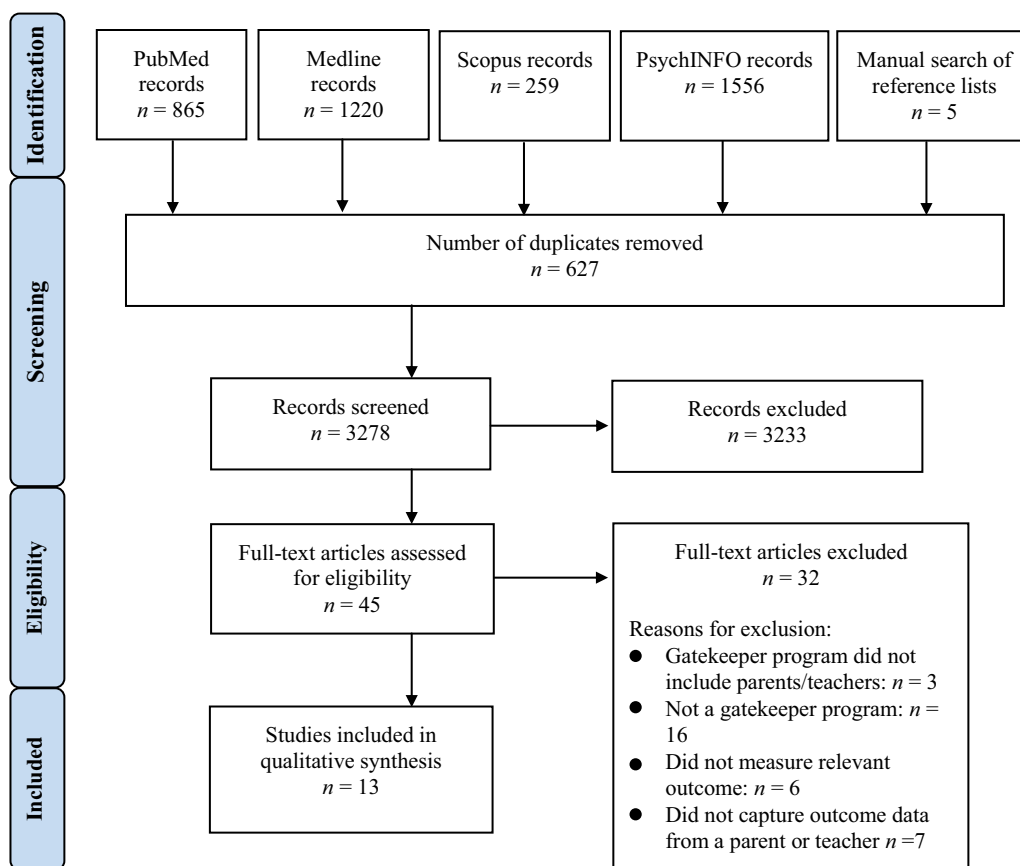 Identification
PubMed
records
n = 865
Medline
records
n = 1220
Scopus records
n = 259
PsychINFO records
n = 1556
Manual search of
reference lists
n = 5
Screening
Number of duplicates removed
n = 627
Records screened
n = 3278
Records excluded
n = 3233
Eligibility
Full-text articles assessed
for eligibility
n = 45
Full-text articles excluded
n = 32
Reasons for exclusion:
● Gatekeeper program did not
include parents/teachers: n = 3
● Not a gatekeeper program: n =
16
● Did not measure relevant
outcome: n = 6
● Did not capture outcome data
from a parent or teacher n =7
Included
Studies included in
qualitative synthesis
n = 13